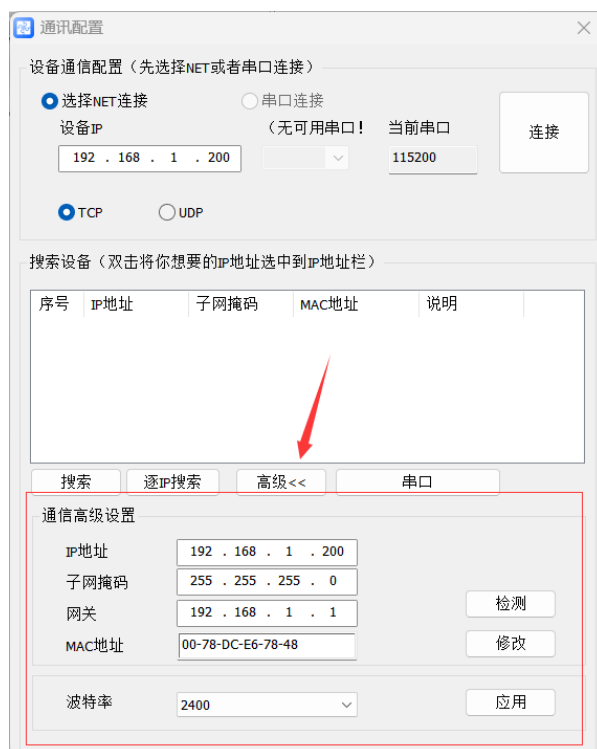 通讯配置
设备通信配置（先选择NET或者串口连接）
选择NET连接 串口连接
设备IP （无可用串口! 当前串口 连接
192 . 168 . 1 . 200 115200
TCP UDP
搜索设备（双击将你想要的IP地址选中到IP地址栏）
序号 IP地址 子网掩码 MAC地址 说明
搜索 逐IP搜索 高级<< 串口
通信高级设置
IP地址 192 . 168 . 1 . 200
子网掩码 255 . 255 . 255 . 0
网关 192 . 168 . 1 . 1 检测
MAC地址 00-78-DC-E6-78-48 修改
波特率 2400 应用